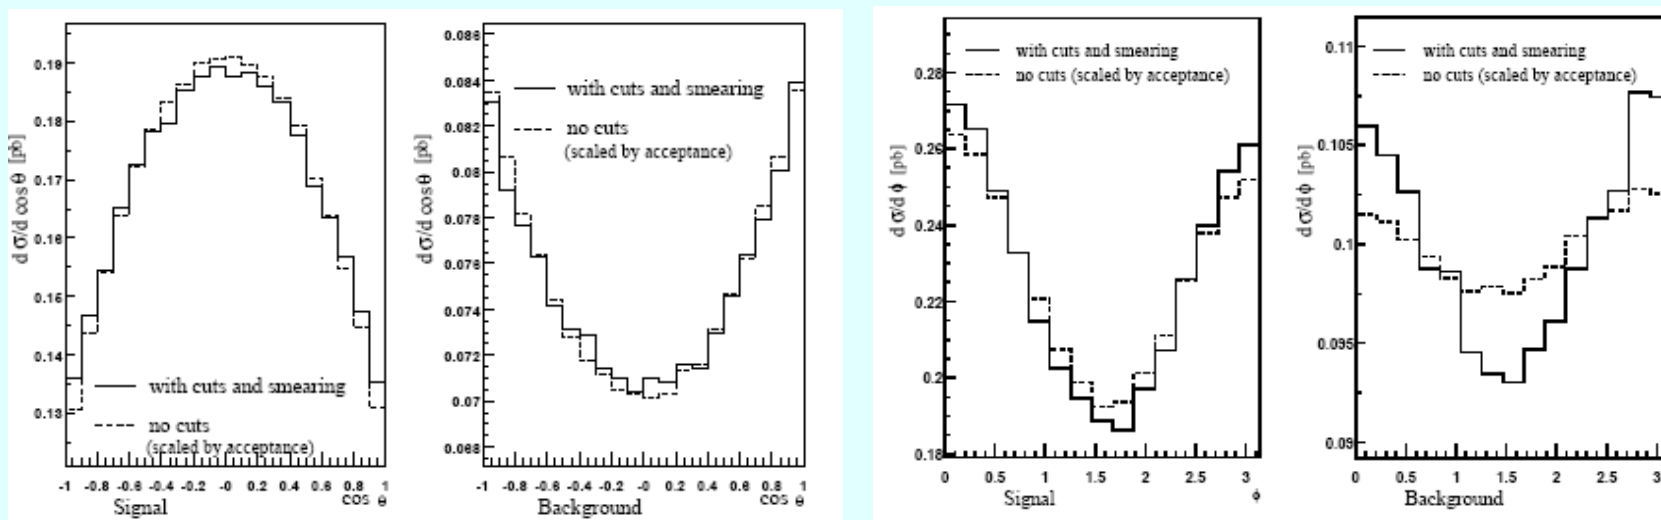 d σ/d cos θ [pb]
0.19
0.18
0.17
0.16
0.16
0.14
0.13
with cuts and smearing
no cuts
(scaled by acceptance)
-1 -0.8 -0.6 -0.4 -0.2 -0 0.2 0.4 0.6 0.8 1
Signal
cos θ
d σ/d cos θ [pb]
0.086
0.084
0.082
0.08
0.078
0.076
0.074
0.072
0.07
0.068
with cuts and smearing
no cuts
(scaled by acceptance)
-1 -0.8 -0.6 -0.4 -0.2 -0 0.2 0.4 0.6 0.8 1
Background
cos θ
d σ/d ϕ [pb]
0.28
0.26
0.24
0.22
0.2
0.18
with cuts and smearing
no cuts (scaled by acceptance)
0 0.5 1 1.5 2 2.5 3
Signal
ϕ
d σ/d ϕ [pb]
0.11
0.105
0.1
0.095
0.09
with cuts and smearing
no cuts (scaled by acceptance)
0 0.5 1 1.5 2 2.5 3
Background